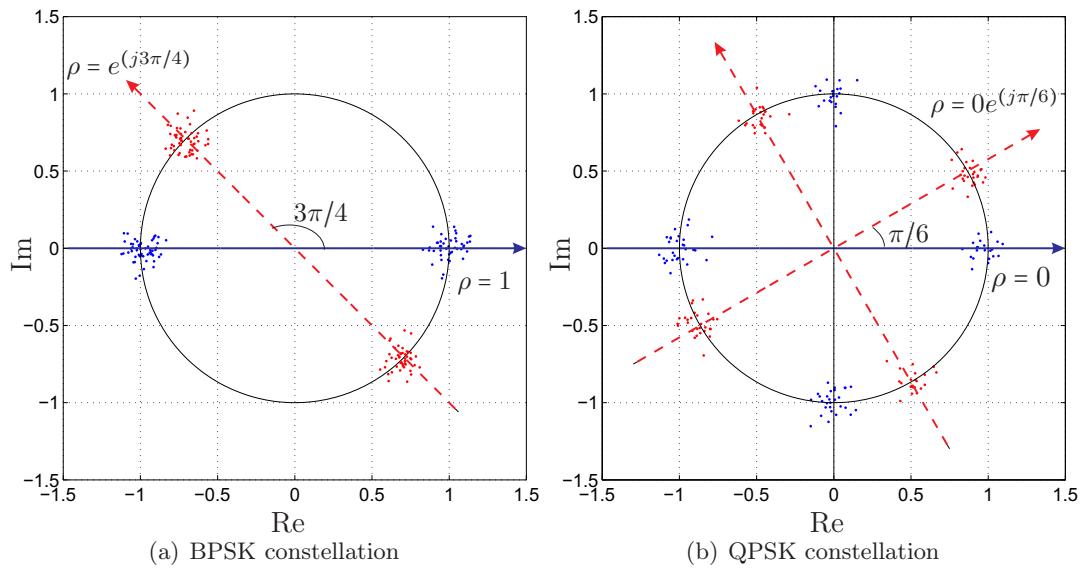 1.5
1
0.5
0
−0.5
−1
−1.5
−1.5 −1 −0.5 0 0.5 1 1.5
Im
Re
ρ = e^(j3π/4)
3π/4
ρ = 1
(a) BPSK constellation
1.5
1
0.5
0
−0.5
−1
−1.5
−1.5 −1 −0.5 0 0.5 1 1.5
Im
Re
ρ = 0e^(jπ/6)
π/6
ρ = 0
(b) QPSK constellation